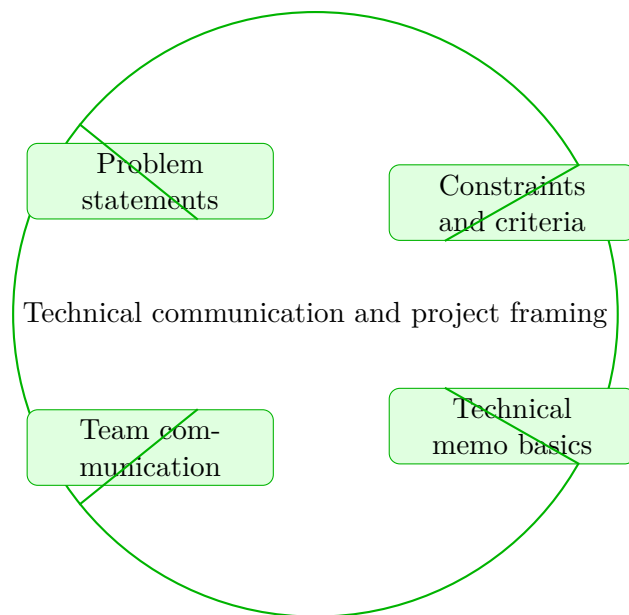 Problem
statements
Constraints
and criteria
Technical communication and project framing
Team com-
munication
Technical
memo basics